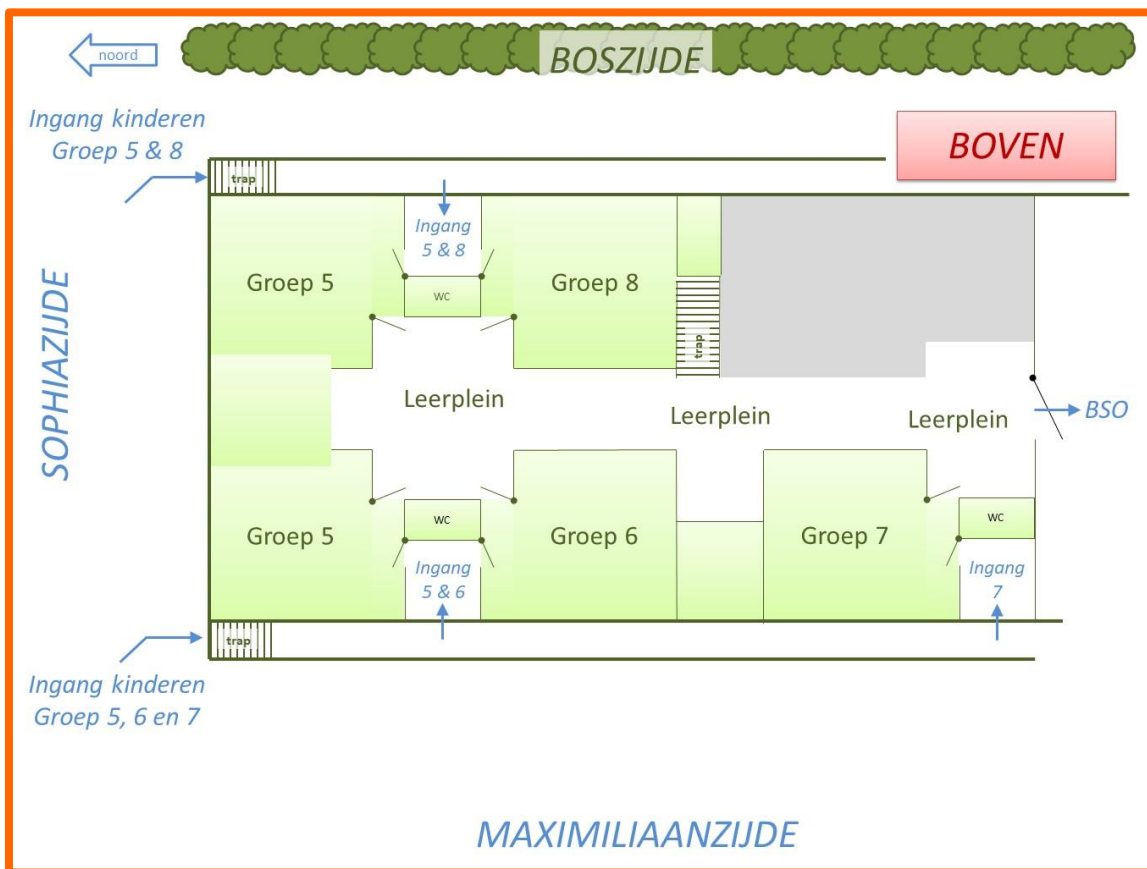 noord
BOSZIJDE
Ingang kinderen
Groep 5 & 8
BOVEN
trap
Ingang
5 & 8
Groep 5
WC
Groep 8
trap
SOPHIAZIJDE
Leerplein
Leerplein
Leerplein
BSO
Groep 5
WC
Groep 6
Groep 7
WC
Ingang
5 & 6
Ingang
7
trap
Ingang kinderen
Groep 5, 6 en 7
MAXIMILIAANZIJDE